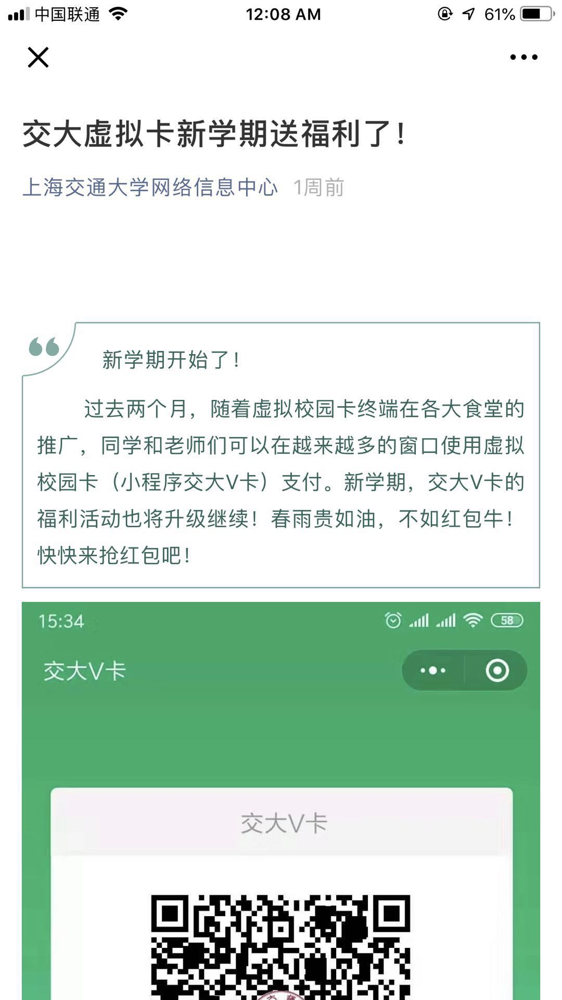 中国联通
12:08 AM
61%
交大虚拟卡新学期送福利了！
上海交通大学网络信息中心 1周前
新学期开始了！
过去两个月，随着虚拟校园卡终端在各大食堂的
推广，同学和老师们可以在越来越多的窗口使用虚拟
校园卡（小程序交大V卡）支付。新学期，交大V卡的
福利活动也将升级继续！春雨贵如油，不如红包牛！
快快来抢红包吧！
15:34
58
交大V卡
交大V卡